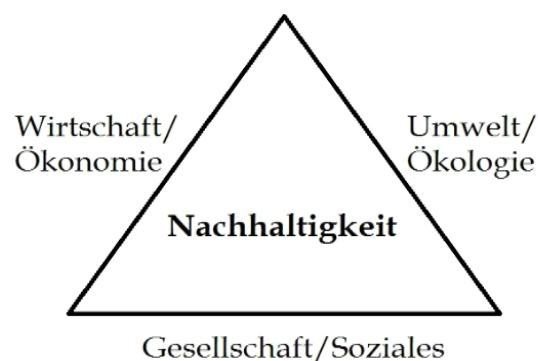 Wirtschaft/
Ökonomie
Umwelt/
Ökologie
Nachhaltigkeit
Gesellschaft/Soziales